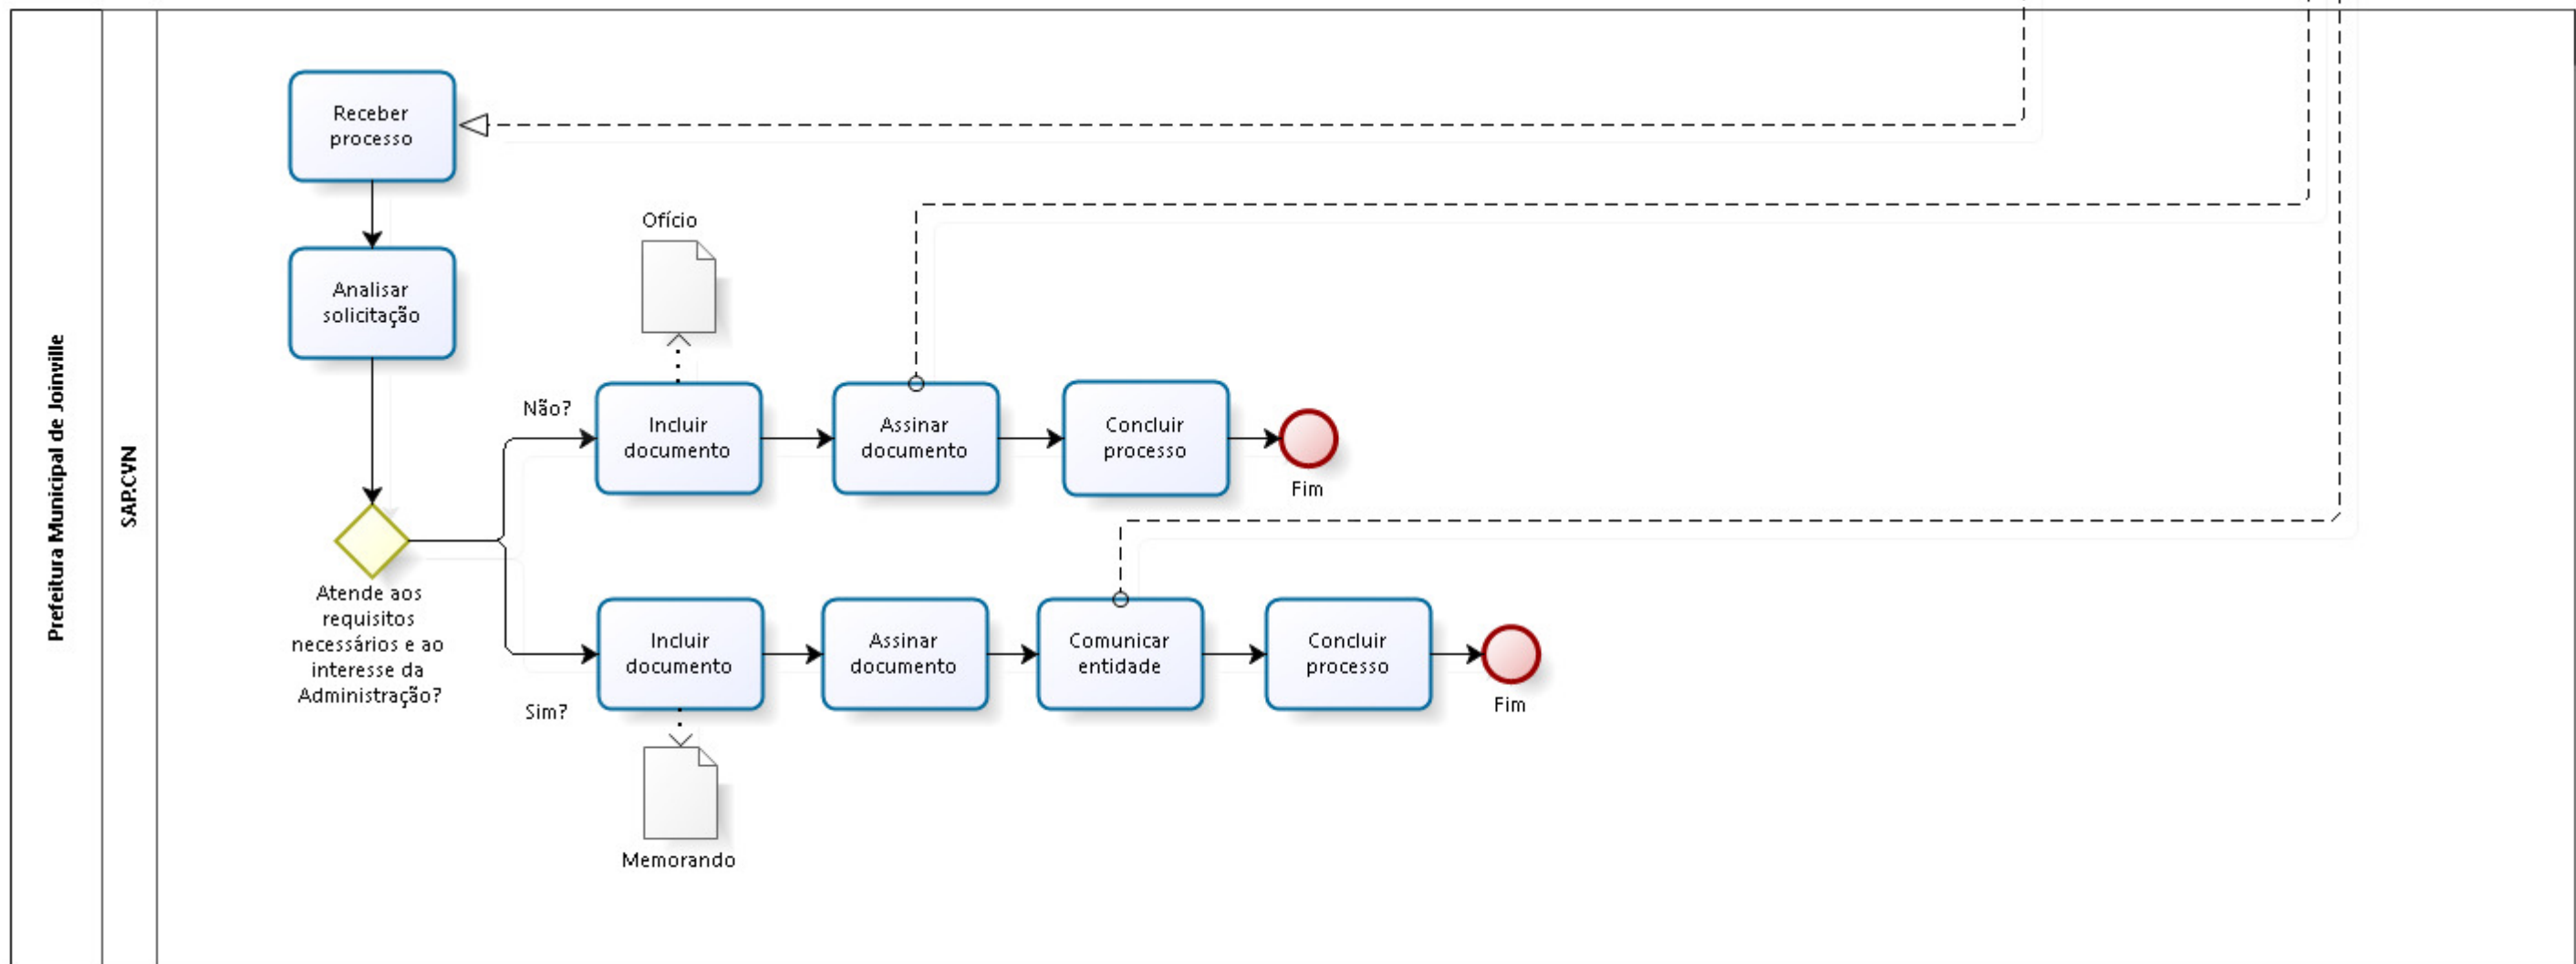 Prefeitura Municipal de Joinville
SAP.CVN
Receber
processo
Analisar
solicitação
Atende aos
requisitos
necessários e ao
interesse da
Administração?
Não?
Ofício
Incluir
documento
Assinar
documento
Concluir
processo
Fim
Sim?
Incluir
documento
Memorando
Assinar
documento
Comunicar
entidade
Concluir
processo
Fim